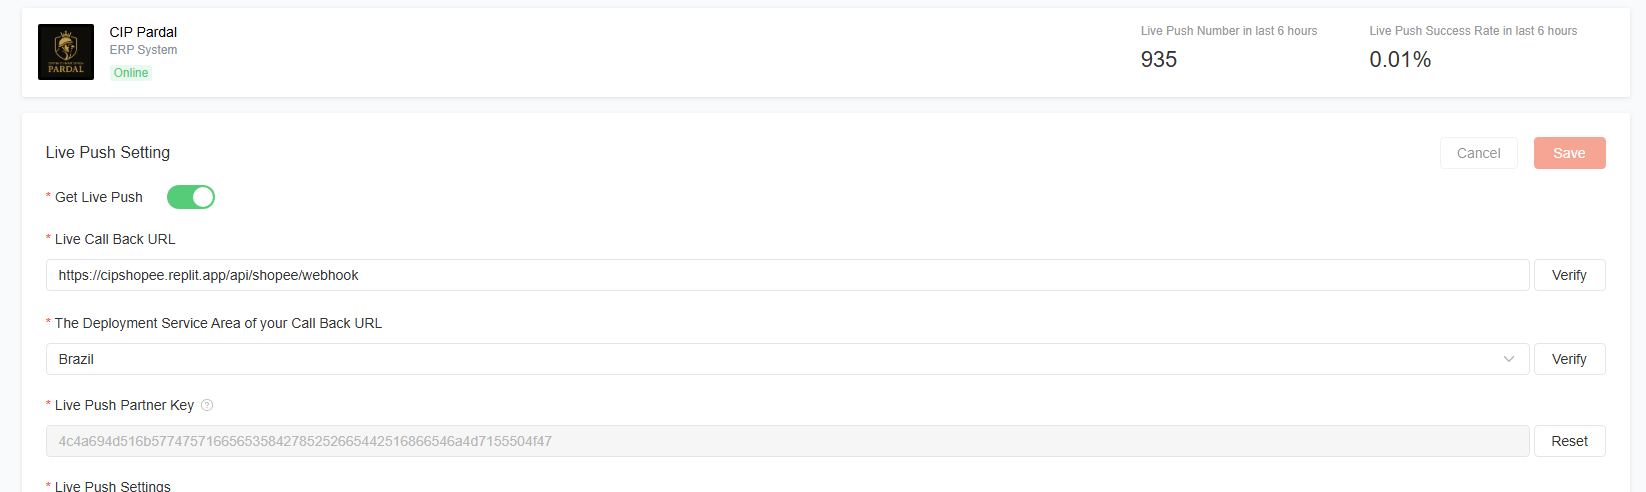 CIP Pardal
ERP System
Online
PARDAL
Live Push Number in last 6 hours
935
Live Push Success Rate in last 6 hours
0.01%
Live Push Setting
Cancel
Save
* Get Live Push
* Live Call Back URL
https://cipshopee.replit.app/api/shopee/webhook
Verify
* The Deployment Service Area of your Call Back URL
Brazil
Verify
* Live Push Partner Key
4c4a694d516b57747571665653584278525266544251686654​6a4d7155504f47
Reset
* Live Push Settings